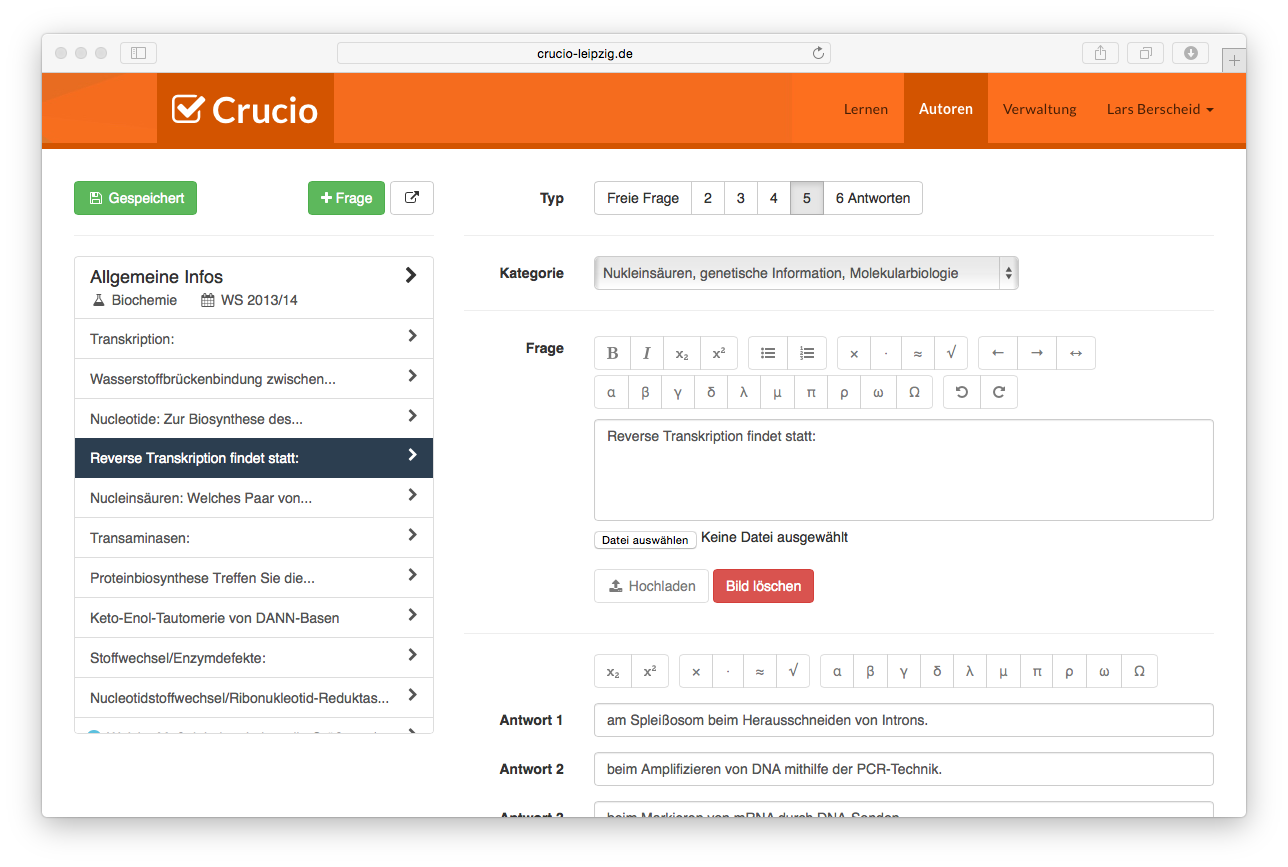 crucio-leipzig.de
Crucio
Lernen Autoren Verwaltung Lars Berscheid
Gespeichert
Frage
Allgemeine Infos
Biochemie WS 2013/14
Transkription:
Wasserstoffbrückenbindung zwischen...
Nucleotide: Zur Biosynthese des...
Reverse Transkription findet statt:
Nucleinsäuren: Welches Paar von...
Transaminasen:
Proteinbiosynthese Treffen Sie die...
Keto-Enol-Tautomerie von DANN-Basen
Stoffwechsel/Enzymdefekte:
Nucleotidstoffwechsel/Ribonukleotid-Reduktas...
Typ
Freie Frage 2 3 4 5 6 Antworten
Kategorie
Nukleinsäuren, genetische Information, Molekularbiologie
Frage
B I x₂ x² × · ≈ √ ← → ↔
α β γ δ λ μ π ρ ω Ω
Reverse Transkription findet statt:
Datei auswählen Keine Datei ausgewählt
Hochladen Bild löschen
x₂ x² × · ≈ √ α β γ δ λ μ π ρ ω Ω
Antwort 1 am Spleißosom beim Herausschneiden von Introns.
Antwort 2 beim Amplifizieren von DNA mithilfe der PCR-Technik.
Antwort 3 beim Markieren von mRNA durch DNA-Sonden.